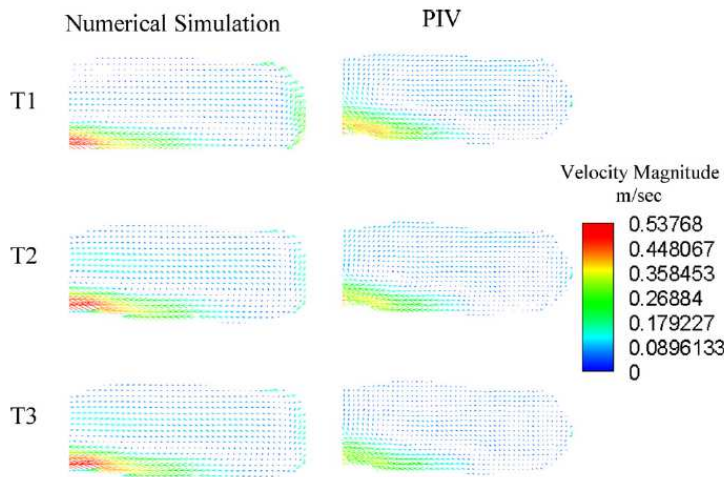 Numerical Simulation
PIV
T1
T2
T3
Velocity Magnitude
m/sec
0.53768
0.448067
0.358453
0.26884
0.179227
0.0896133
0